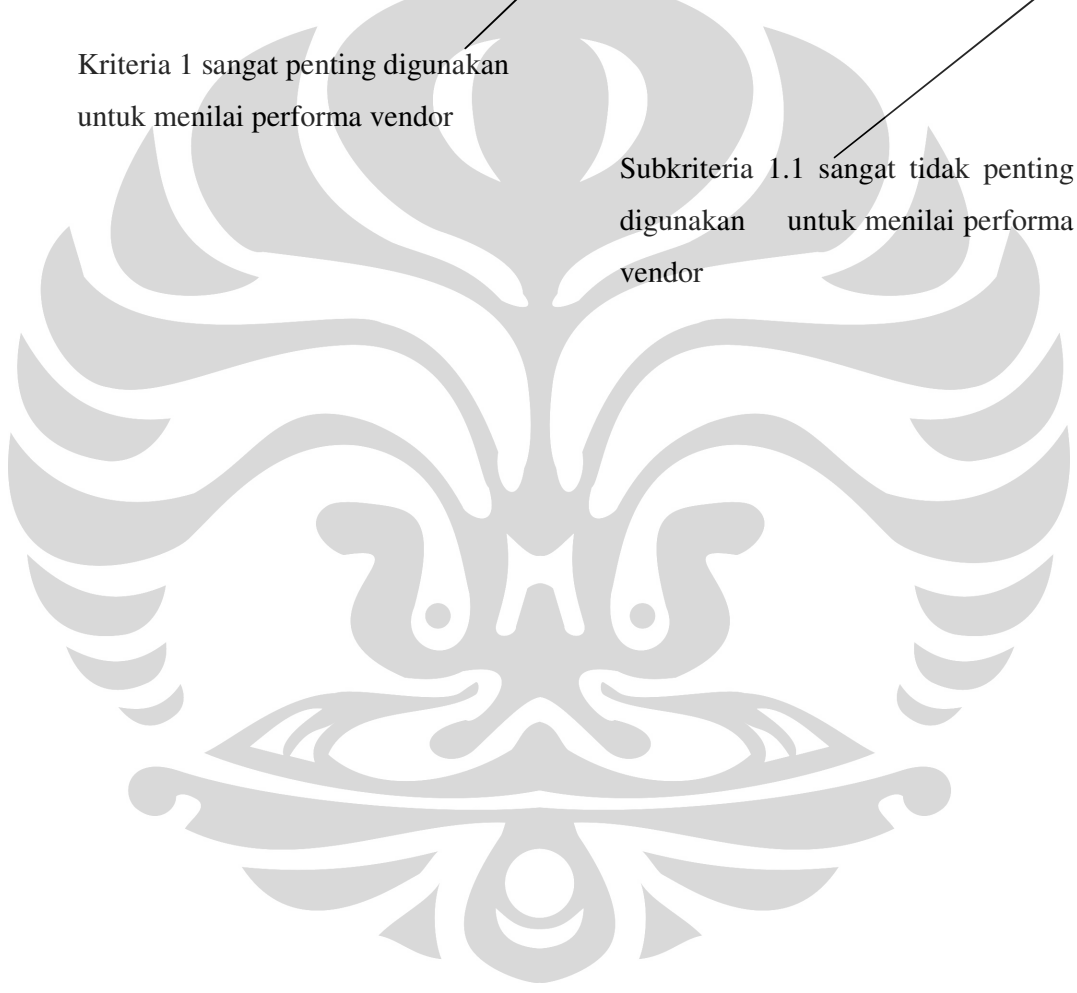 Kriteria 1 sangat penting digunakan
untuk menilai performa vendor
Subkriteria 1.1 sangat tidak penting
digunakan untuk menilai performa
vendor